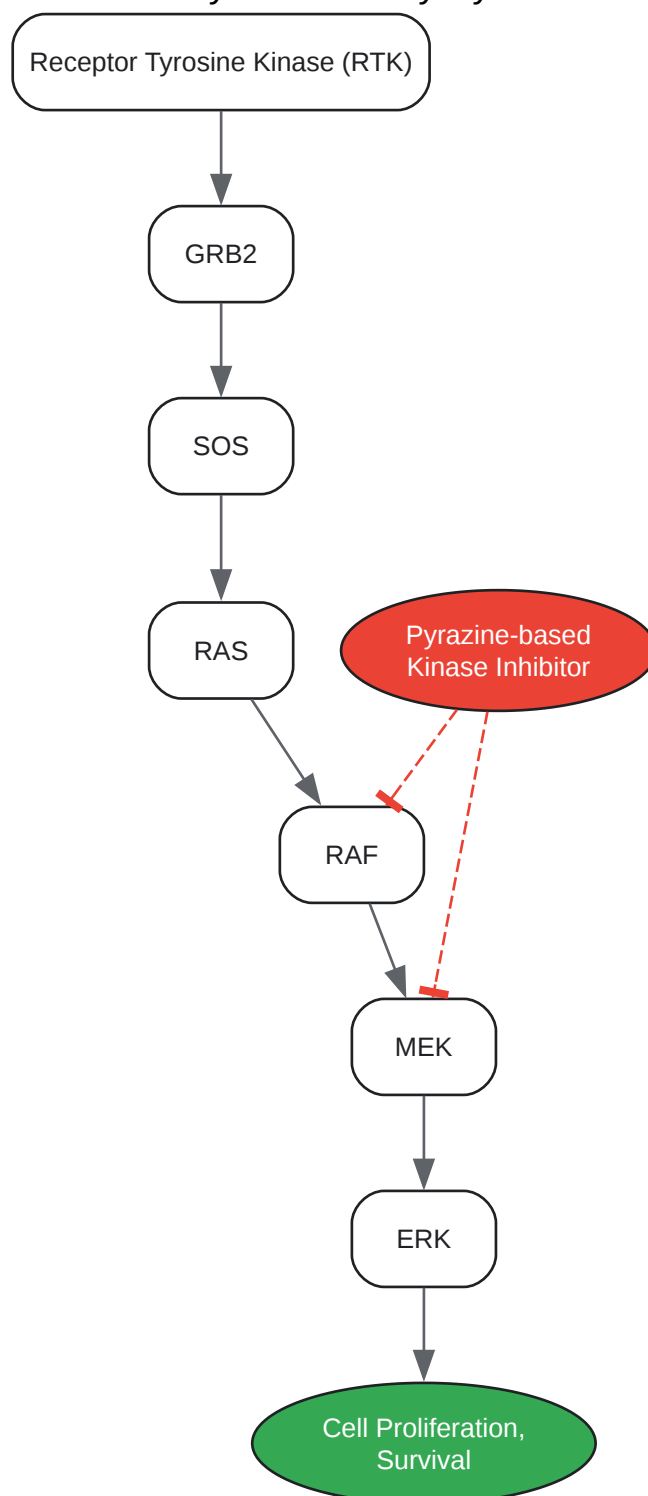 Receptor Tyrosine Kinase (RTK)
GRB2
SOS
RAS
Pyrazine-based
Kinase Inhibitor
RAF
MEK
ERK
Cell Proliferation,
Survival